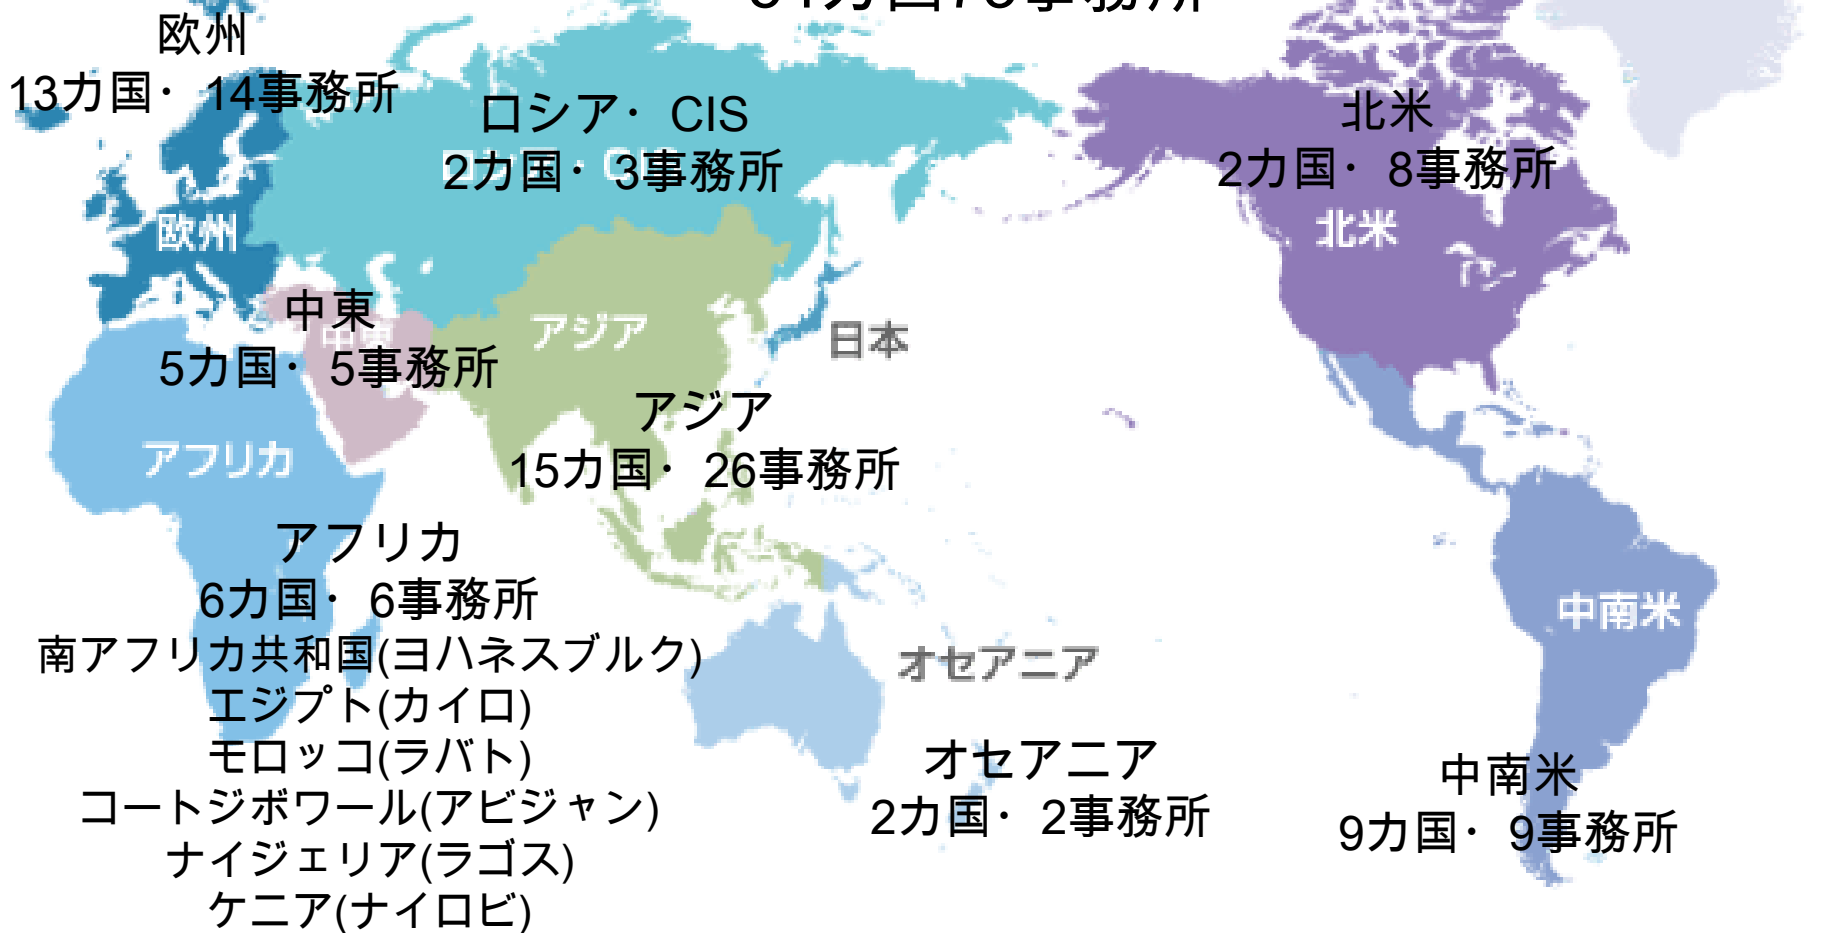 欧州
13カ国・14事務所
ロシア・CIS
2カ国・3事務所
北米
2カ国・8事務所
欧州
北米
中東
中東
5カ国・5事務所
アジア
日本
アジア
15カ国・26事務所
アフリカ
アフリカ
6カ国・6事務所
南アフリカ共和国(ヨハネスブルク)
エジプト(カイロ)
モロッコ(ラバト)
コートジボワール(アビジャン)
ナイジェリア(ラゴス)
ケニア(ナイロビ)
オセアニア
オセアニア
2カ国・2事務所
中南米
中南米
9カ国・9事務所